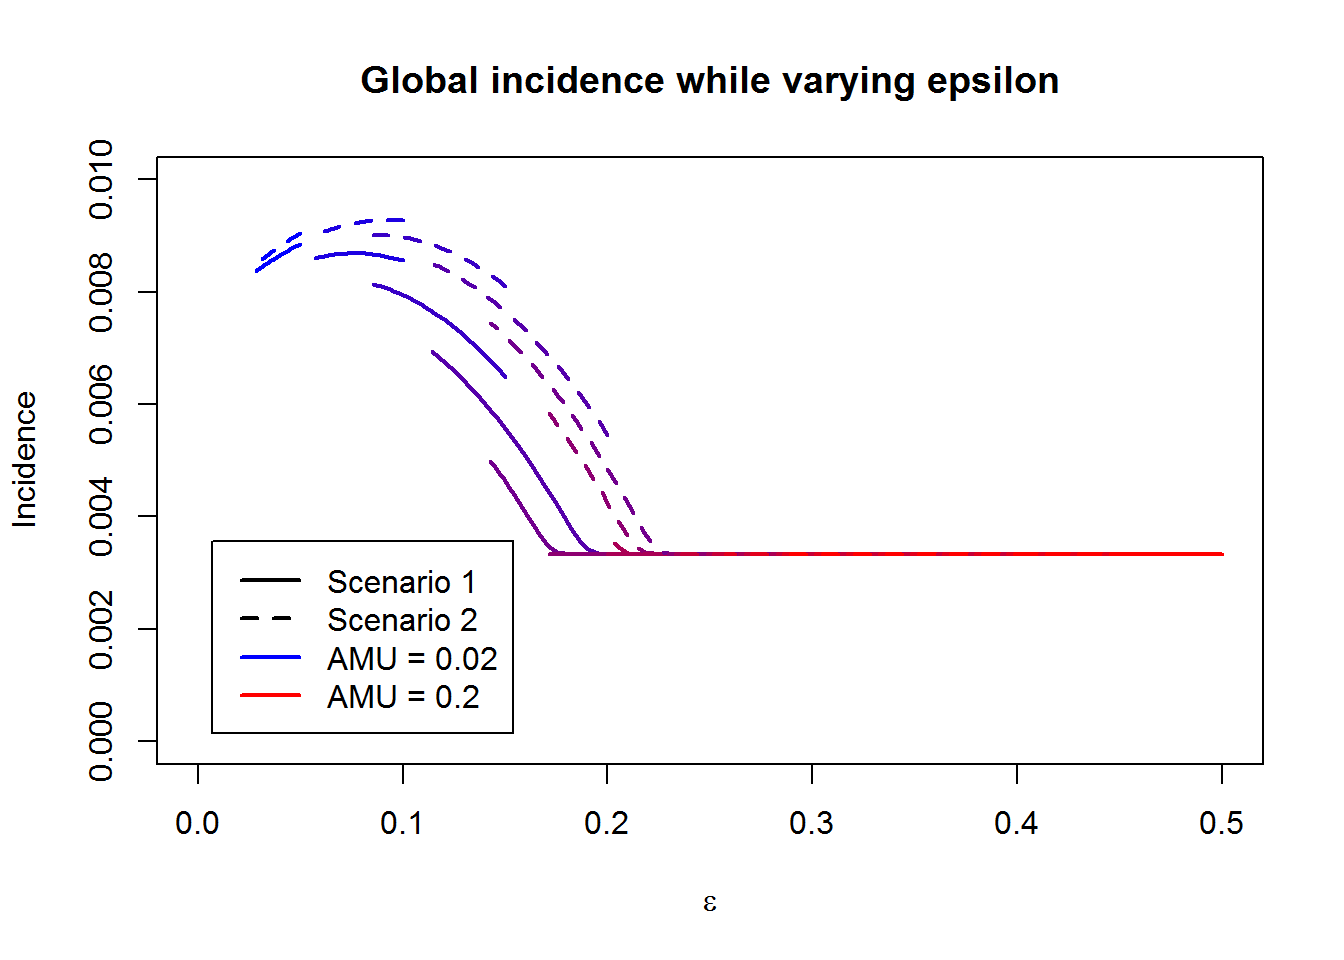 Global incidence while varying epsilon
Incidence
0.010
0.008
0.006
0.004
0.002
0.000
Scenario 1
Scenario 2
AMU = 0.02
AMU = 0.2
0.0 0.1 0.2 0.3 0.4 0.5
ε